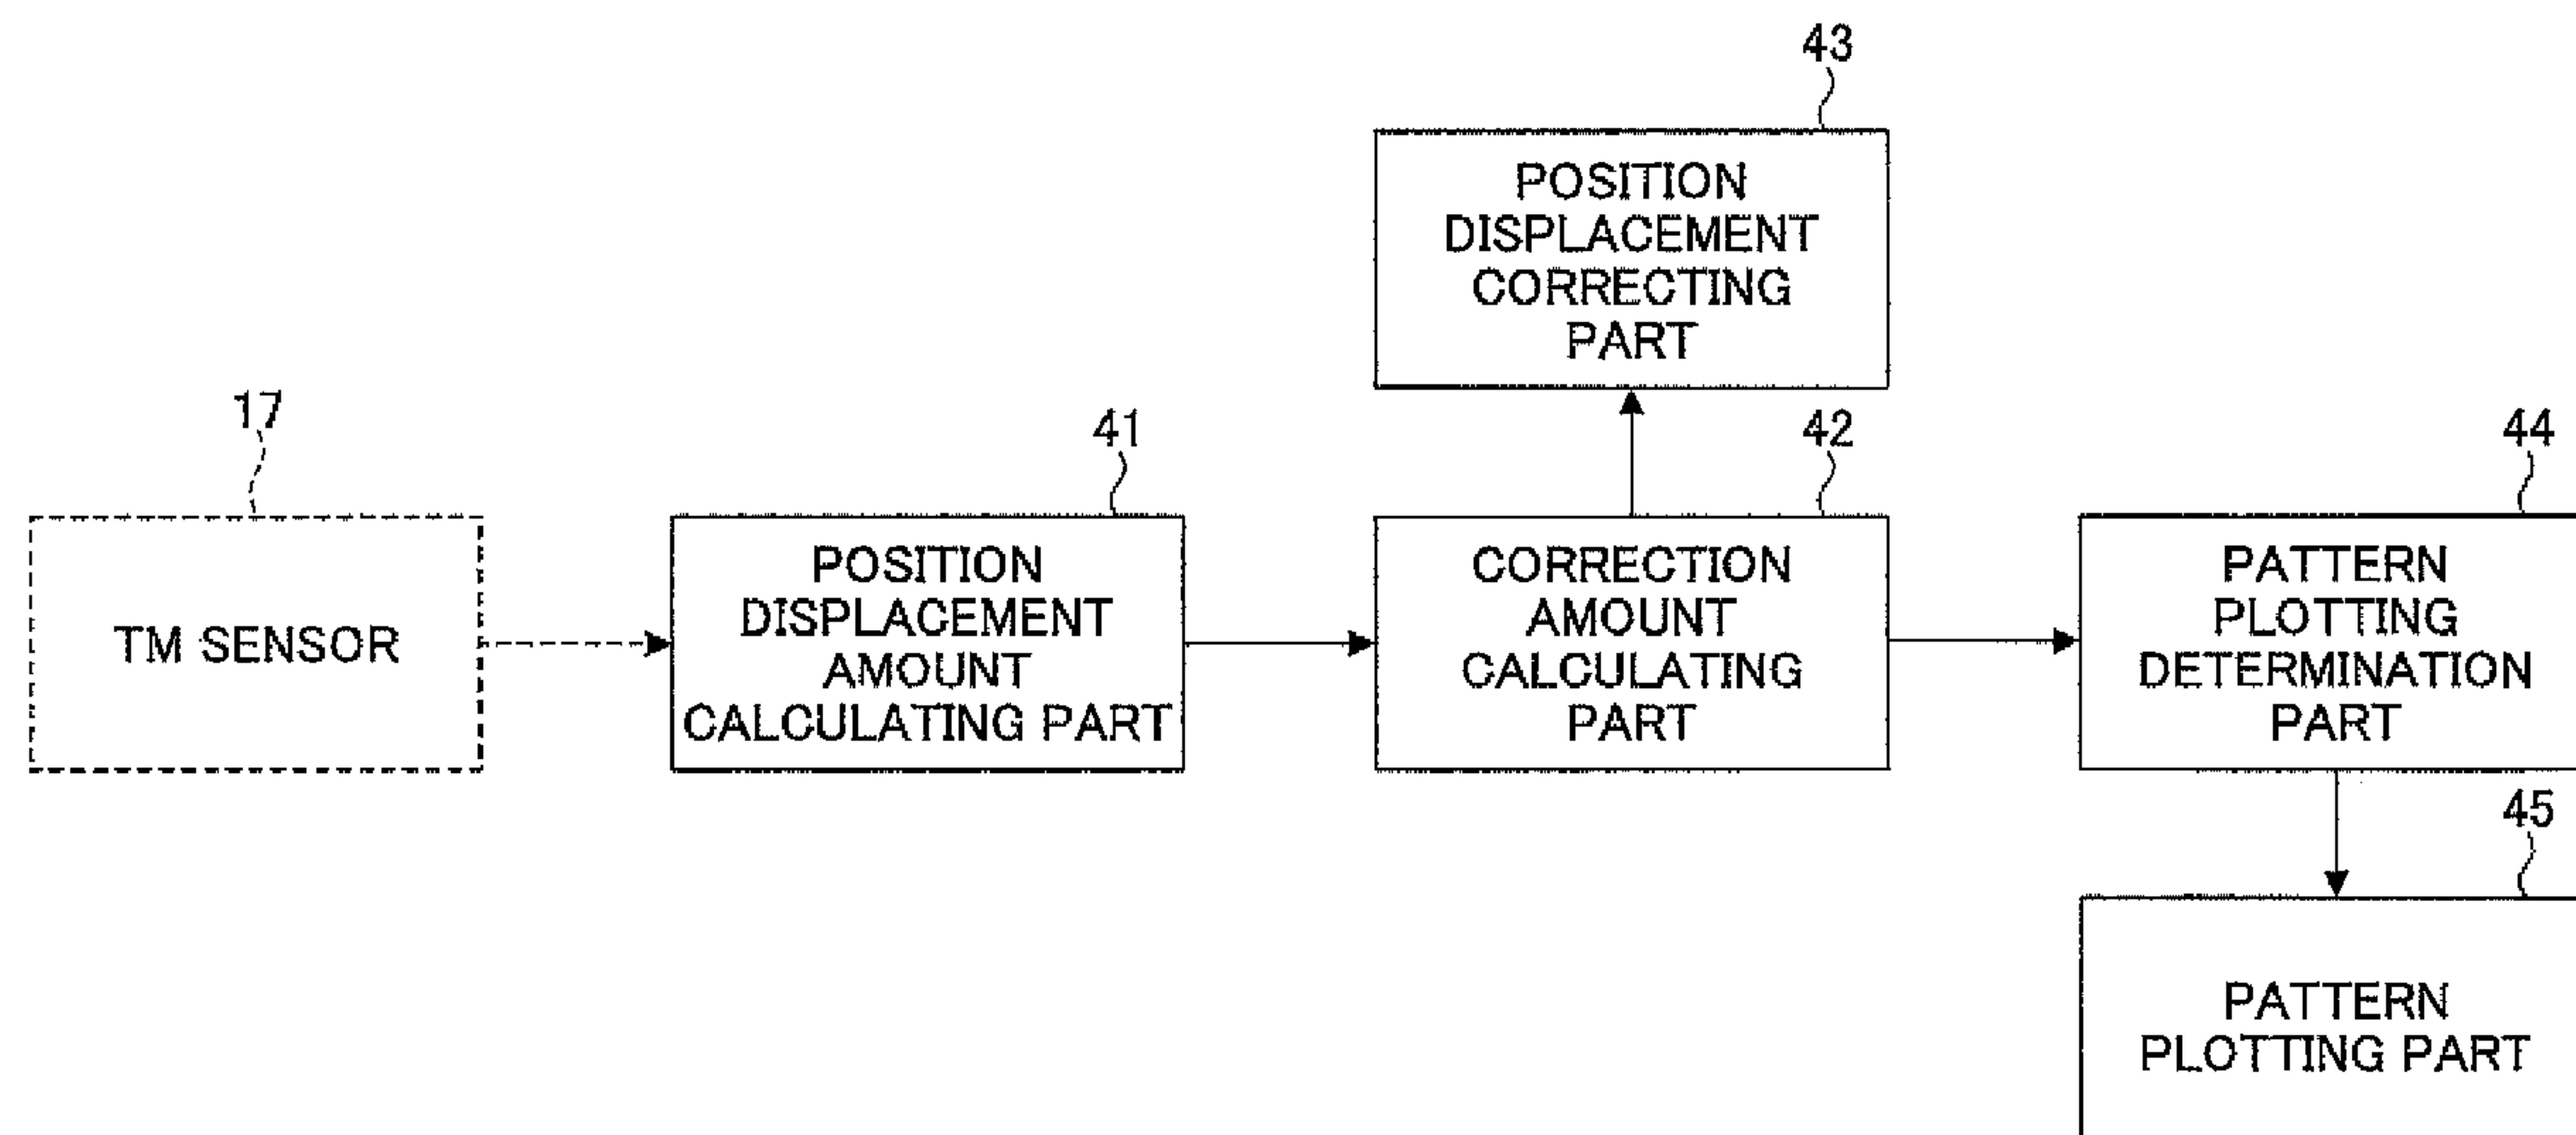 43
POSITION
DISPLACEMENT
CORRECTING
PART
17
TM SENSOR
41
POSITION
DISPLACEMENT
AMOUNT
CALCULATING PART
42
CORRECTION
AMOUNT
CALCULATING
PART
44
PATTERN
PLOTTING
DETERMINATION
PART
45
PATTERN
PLOTTING PART